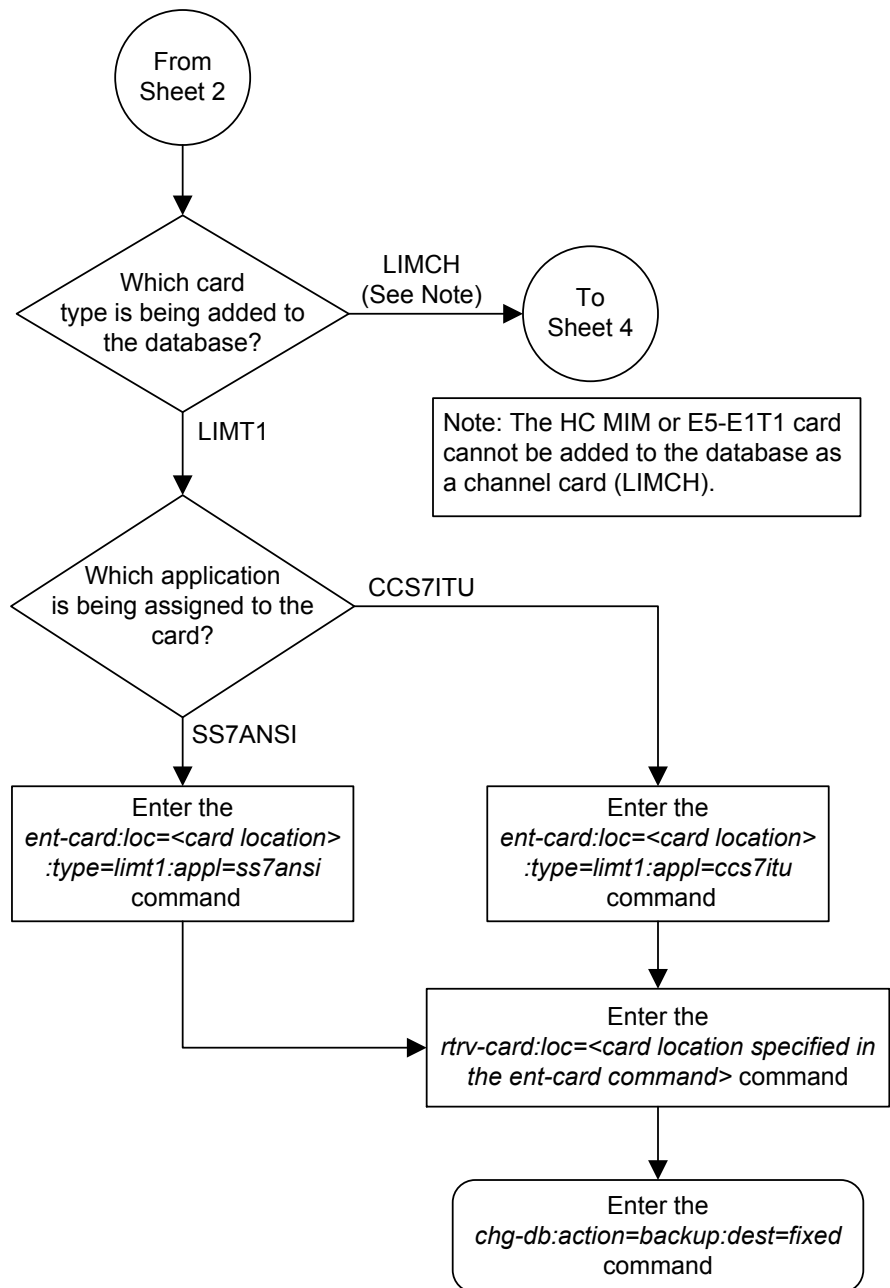 From
Sheet 2
Which card
type is being added to
the database?
LIMCH
(See Note)
To
Sheet 4
LIMT1
Note: The HC MIM or E5-E1T1 card
cannot be added to the database as
a channel card (LIMCH).
Which application
is being assigned to the
card?
CCS7ITU
SS7ANSI
Enter the
ent-card:loc=<card location>
:type=limt1:appl=ss7ansi
command
Enter the
ent-card:loc=<card location>
:type=limt1:appl=ccs7itu
command
Enter the
rtrv-card:loc=<card location specified in
the ent-card command> command
Enter the
chg-db:action=backup:dest=fixed
command